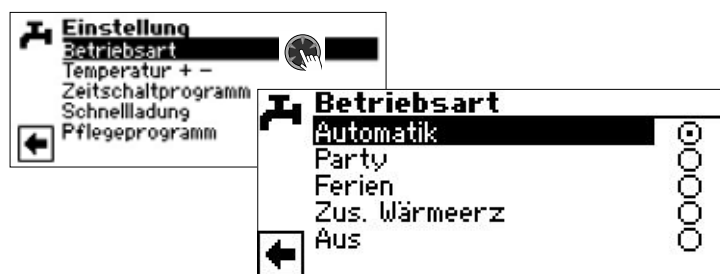 Einstellung
Betriebsart
Temperatur + -
Zeitschaltprogramm
Schnellladung
Pflegeprogramm
Betriebsart
Automatik
Party
Ferien
Zus. Wärmeerz
Aus